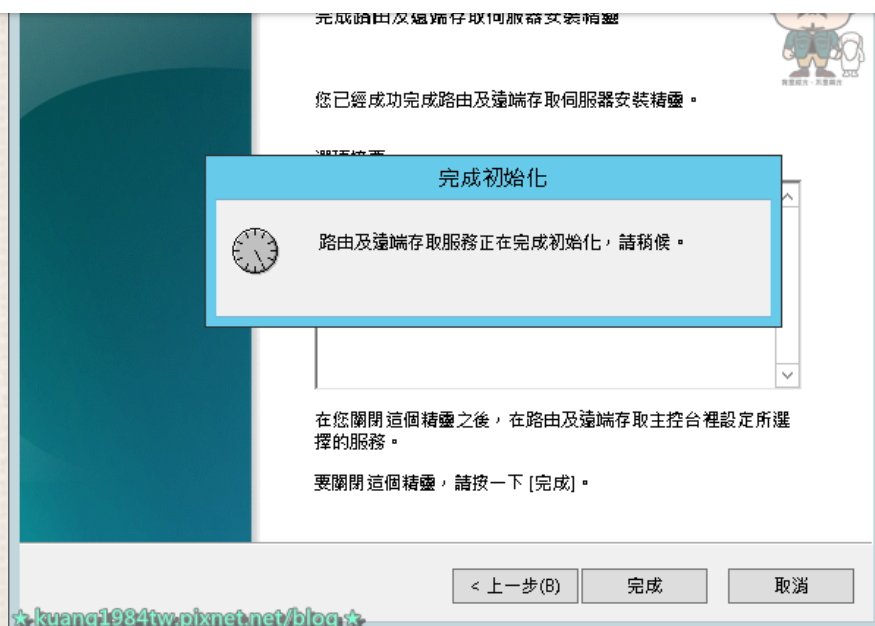 完成路由及遠端存取伺服器安裝精靈
您已經成功完成路由及遠端存取伺服器安裝精靈。
選項摘要
完成初始化
路由及遠端存取服務正在完成初始化，請稍候。
在您關閉這個精靈之後，在路由及遠端存取主控台裡設定所選
擇的服務。
要關閉這個精靈，請按一下 [完成]。
< 上一步(B)
完成
取消
★ kuang1984tw.pixnet.net/blog ★